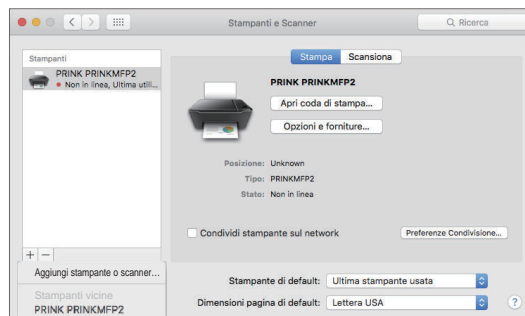 Stampanti e Scanner
Ricerca
Stampanti
PRINK PRINKMFP2
Non in linea, Ultima utili...
Stampa Scansiona
PRINK PRINKMFP2
Apri coda di stampa...
Opzioni e forniture...
Posizione: Unknown
Tipo: PRINKMFP2
Stato: Non in linea
Condividi stampante sul network
Preferenze Condivisione...
+ −
Aggiungi stampante o scanner...
Stampanti vicine
PRINK PRINKMFP2
Stampante di default: Ultima stampante usata
Dimensioni pagina di default: Lettera USA
?